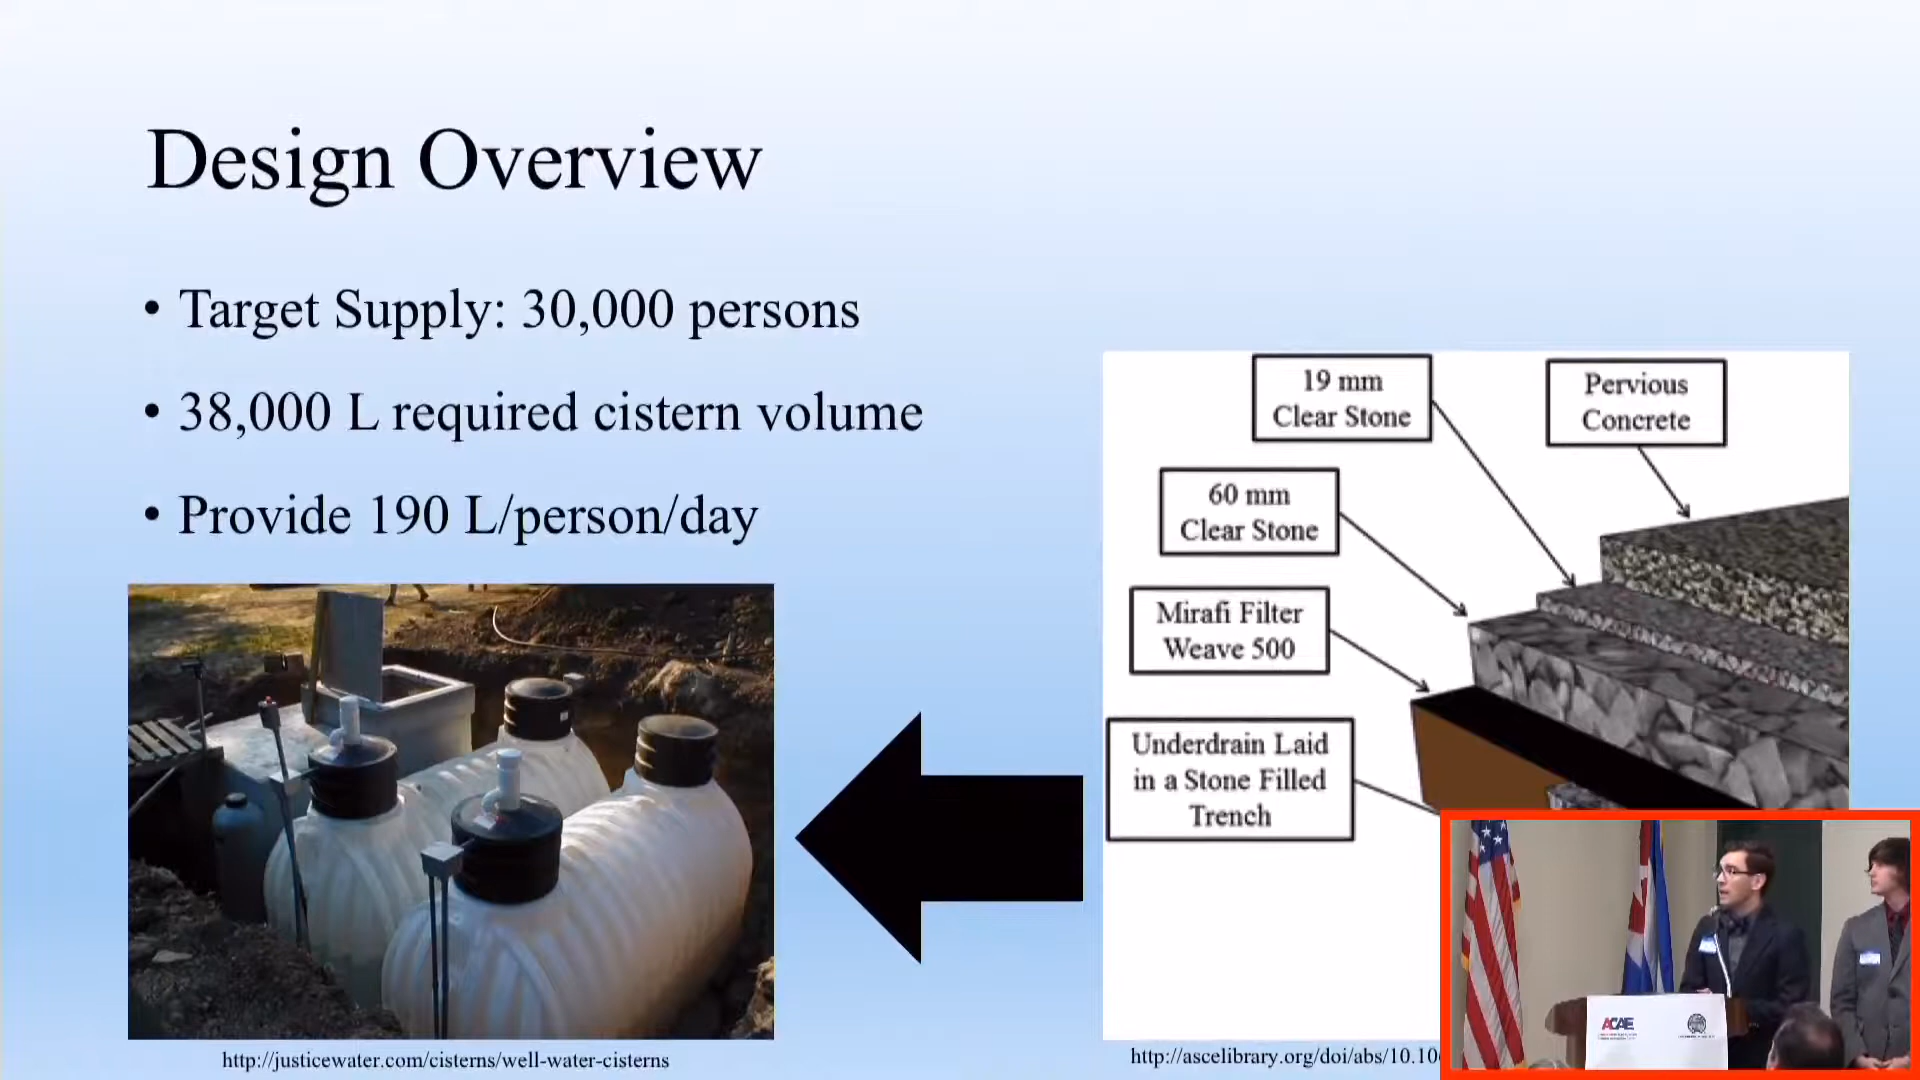 Design Overview
• Target Supply: 30,000 persons
• 38,000 L required cistern volume
• Provide 190 L/person/day
19 mm
Clear Stone
Pervious
Concrete
60 mm
Clear Stone
Mirafi Filter
Weave 500
Underdrain Laid
in a Stone Filled
Trench
http://justicewater.com/cisterns/well-water-cisterns
http://ascelibrary.org/doi/abs/10.10
ACAE